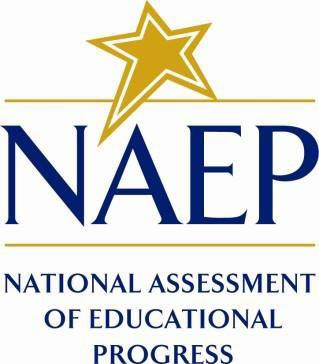 NAEP
NATIONAL ASSESSMENT
OF EDUCATIONAL
PROGRESS